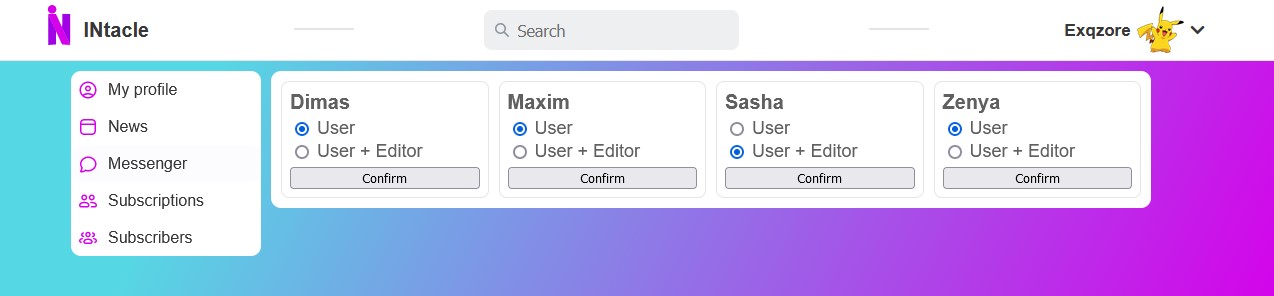 INtacle
Search
Exqzore
My profile
News
Messenger
Subscriptions
Subscribers
Dimas
User
User + Editor
Confirm
Maxim
User
User + Editor
Confirm
Sasha
User
User + Editor
Confirm
Zenya
User
User + Editor
Confirm